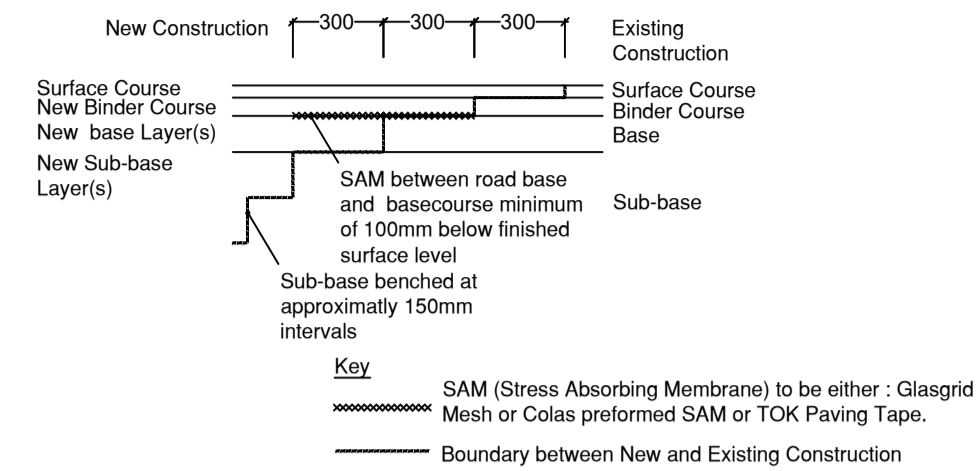 New Construction
300
300
300
Existing
Construction
Surface Course
New Binder Course
New base Layer(s)
New Sub-base
Layer(s)
Surface Course
Binder Course
Base
Sub-base
SAM between road base
and basecourse minimum
of 100mm below finished
surface level
Sub-base benched at
approximatly 150mm
intervals
Key
SAM (Stress Absorbing Membrane) to be either : Glasgrid
Mesh or Colas preformed SAM or TOK Paving Tape.
Boundary between New and Existing Construction